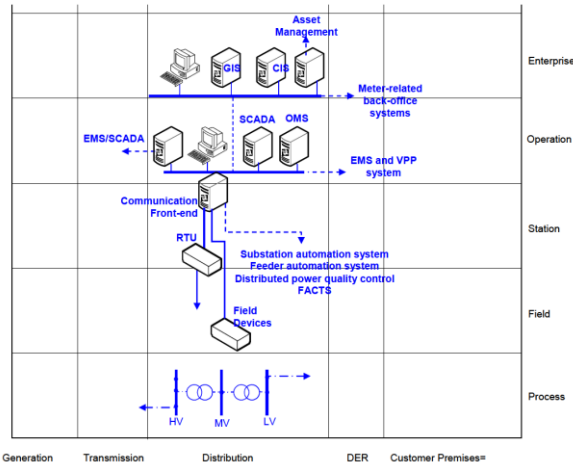 Asset
Management
GIS
CIS
Enterprise
Meter-related
back-office
systems
SCADA
OMS
EMS/SCADA
Operation
EMS and VPP
system
Communication
Front-end
RTU
Station
Substation automation system
Feeder automation system
Distributed power quality control
FACTS
Field
Devices
Field
Process
HV
MV
LV
Generation
Transmission
Distribution
DER
Customer Premises=